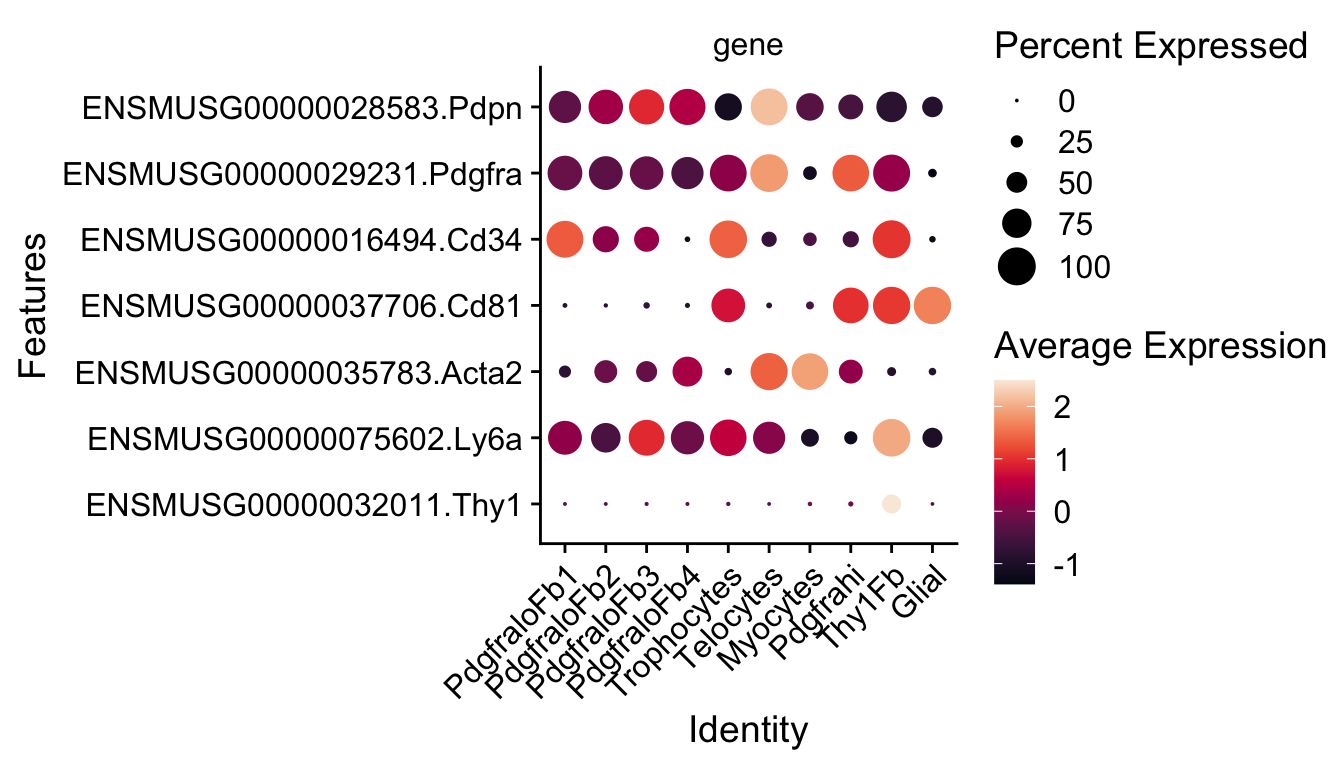 gene
Features
ENSMUSG00000028583.Pdpn
ENSMUSG00000029231.Pdgfra
ENSMUSG00000016494.Cd34
ENSMUSG00000037706.Cd81
ENSMUSG00000035783.Acta2
ENSMUSG00000075602.Ly6a
ENSMUSG00000032011.Thy1
PdgfraloFb1
PdgfraloFb2
PdgfraloFb3
PdgfraloFb4
Trophocytes
Telocytes
Myocytes
Pdgfrahi
Thy1Fb
Glial
Identity
Percent Expressed
0
25
50
75
100
Average Expression
2
1
0
-1